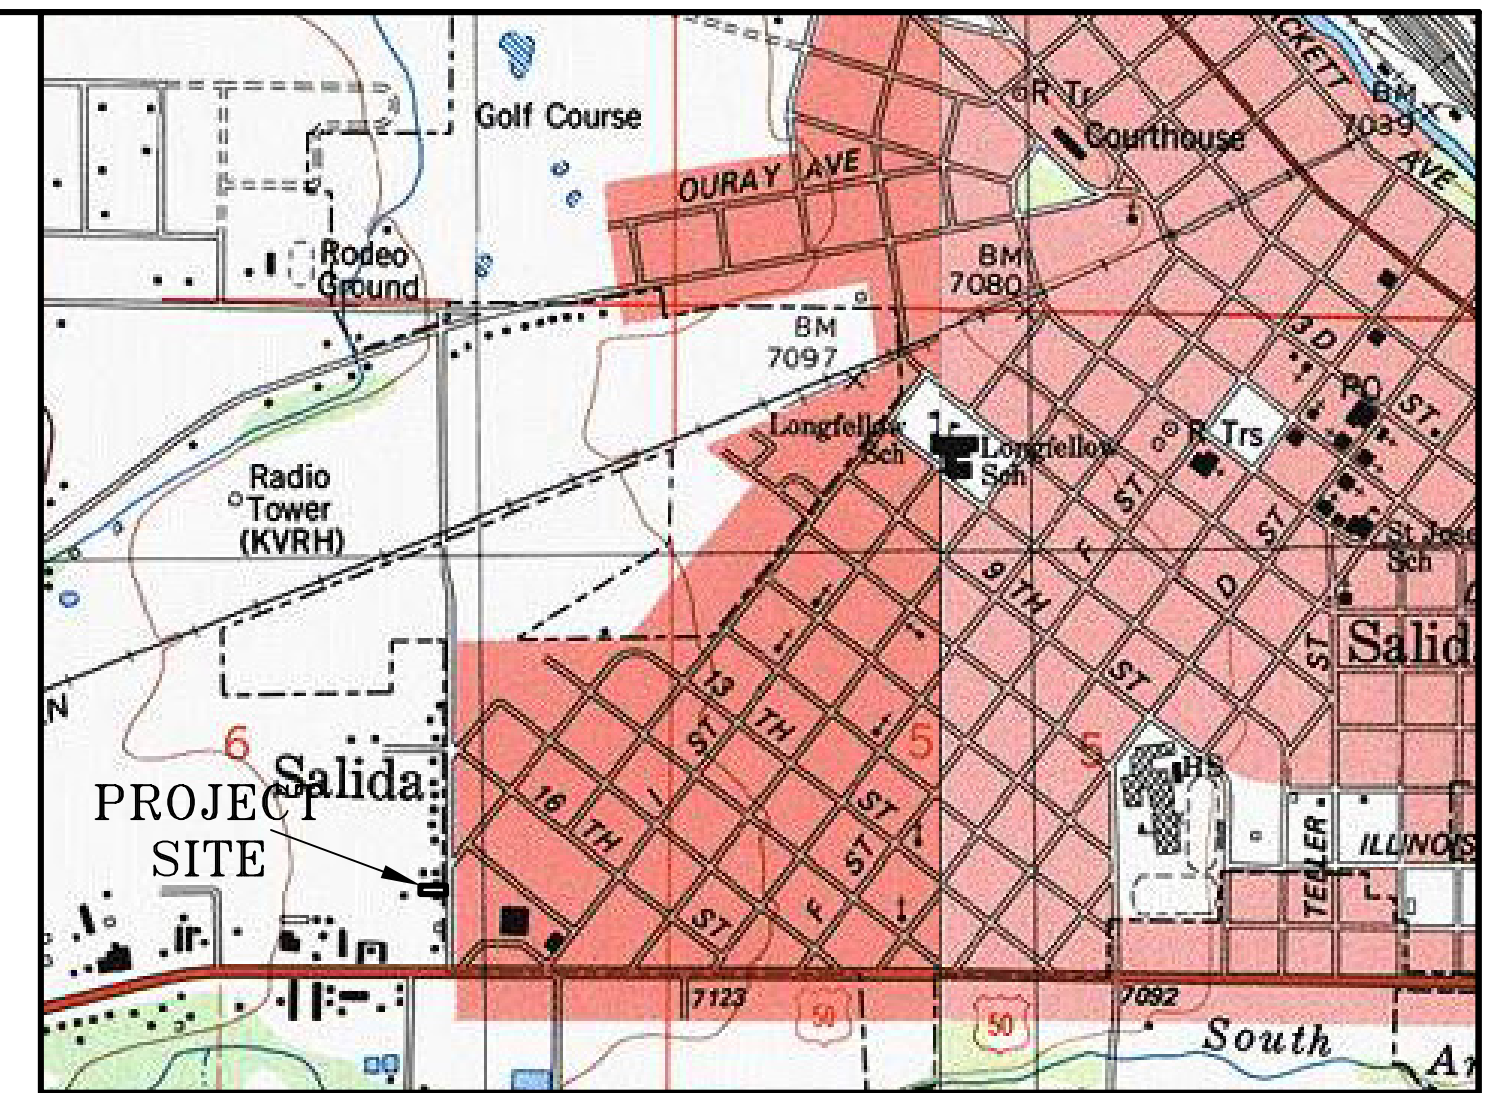 HACKETT
AVE
R Tr
Courthouse
BM
7039
Golf Course
OURAY AVE
Rodeo
Ground
BM
7080
BM
7097
3 D
ST
PO
Longfellow
Sch
Longfellow
Sch
R Trs
Radio
Tower
(KVRH)
ST
F
ST
D
9 TH
ST
St Jose
Sch
ST
Salida
N
13
TH
ST
ST
6
5
5
HS
Salida
PROJECT
SITE
16
TH
ST
I
ST
F
TEALER
ILLINOIS
7123
50
50
7092
South
Ar